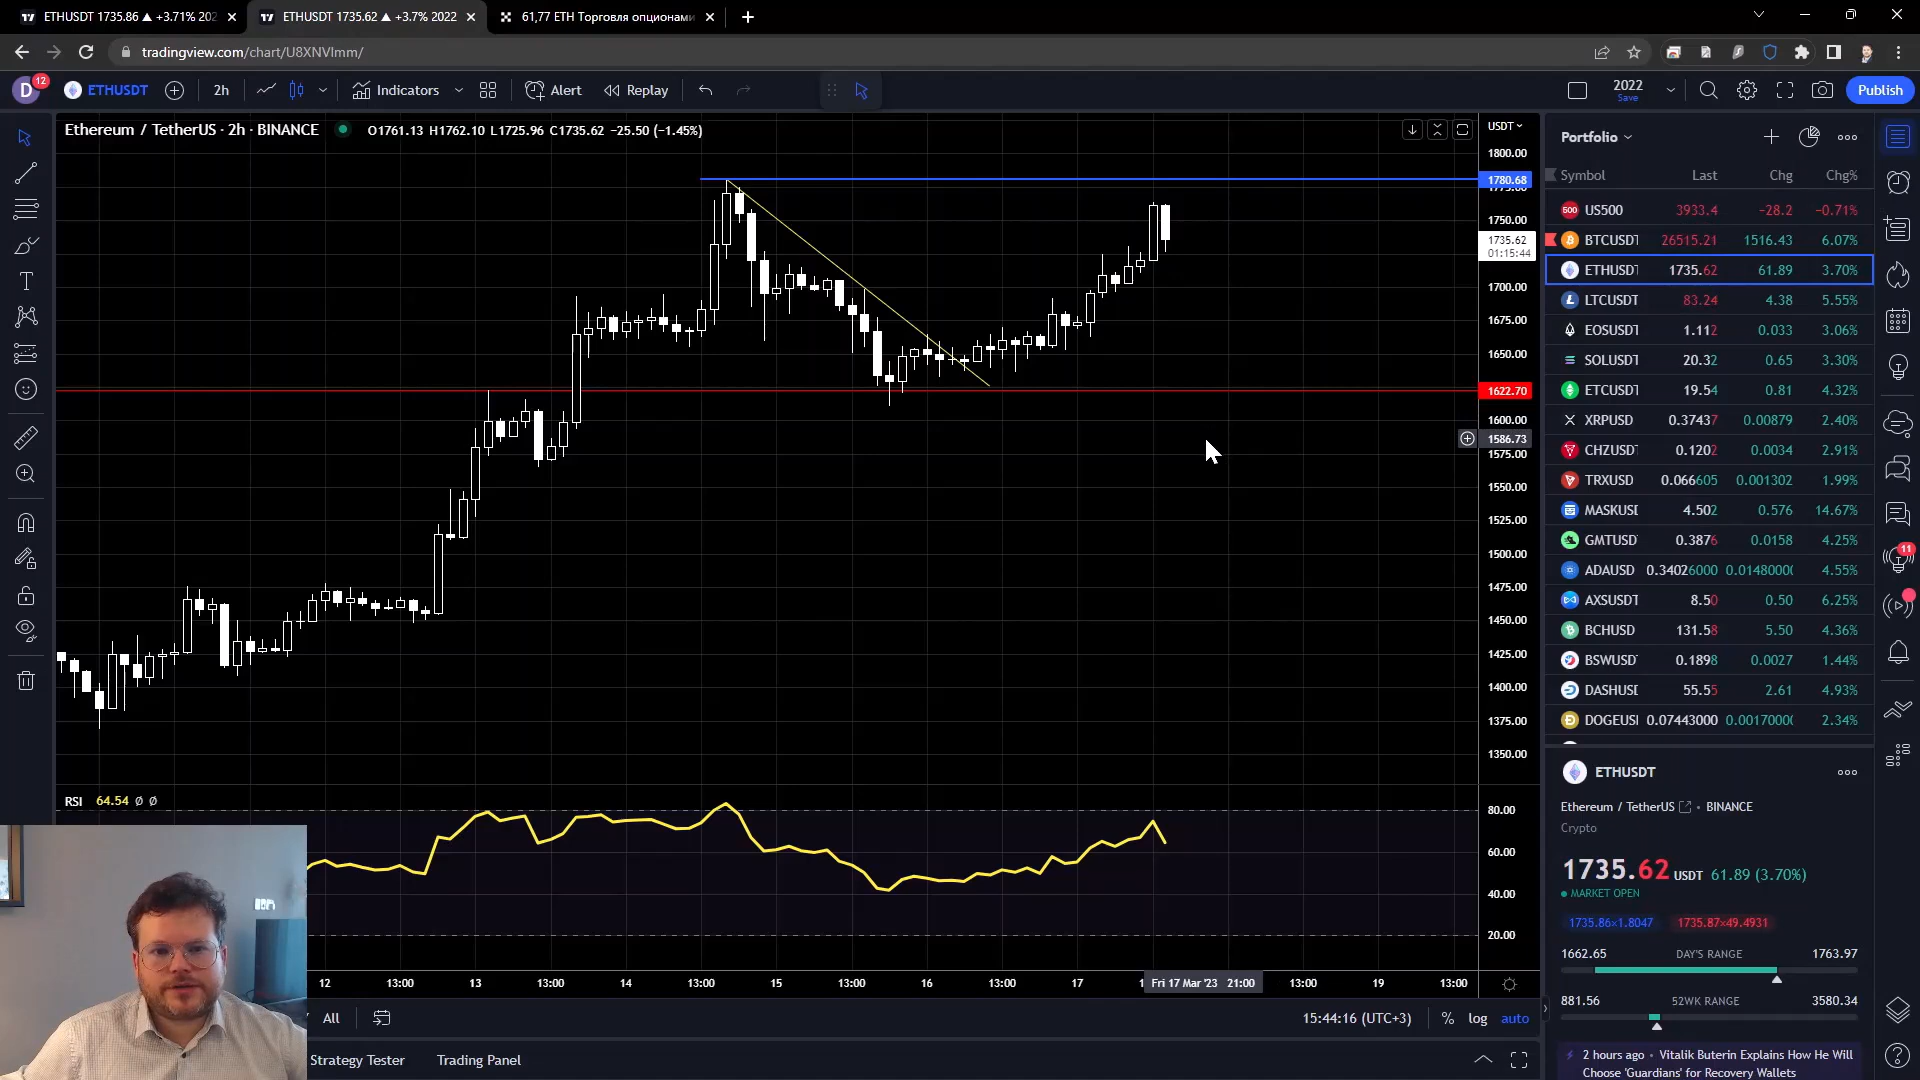 ETHUSDT 1735.86 ▲ +3.71% 202
ETHUSDT 1735.62 ▲ +3.7% 2022
61,77 ETH Торговля опционами
tradingview.com/chart/U8XNVImm/
D
12
ETHUSDT
2h
Indicators
Alert
Replay
2022
Save
Publish
Ethereum / TetherUS · 2h · BINANCE
O1761.13 H1762.10 L1725.96 C1735.62 −25.50 (−1.45%)
USDT
1800.00
1780.68
1775.00
1750.00
1735.62
01:15:44
1700.00
1675.00
1650.00
1622.70
1600.00
1586.73
1575.00
1550.00
1525.00
1500.00
1475.00
1450.00
1425.00
1400.00
1375.00
1350.00
RSI 64.54 Ø Ø
80.00
60.00
40.00
20.00
12 13:00 13 13:00 14 13:00 15 13:00 16 13:00 17 Fri 17 Mar '23 21:00 13:00 19 13:00
All
15:44:16 (UTC+3) % log auto
Strategy Tester Trading Panel
Portfolio
Symbol Last Chg Chg%
500 US500 3933.4 −28.2 −0.71%
BTCUSDT 26515.21 1516.43 6.07%
ETHUSDT 1735.62 61.89 3.70%
LTCUSDT 83.24 4.38 5.55%
EOSUSDT 1.112 0.033 3.06%
SOLUSDT 20.32 0.65 3.30%
ETCUSDT 19.54 0.81 4.32%
XRPUSD 0.37437 0.00879 2.40%
CHZUSDT 0.1202 0.0034 2.91%
TRXUSD 0.066605 0.001302 1.99%
MASKUSD 4.502 0.576 14.67%
GMTUSD 0.3876 0.0158 4.25%
ADAUSD 0.34026000 0.01480000 4.55%
AXSUSDT 8.50 0.50 6.25%
BCHUSD 131.58 5.50 4.36%
BSWUSD 0.1898 0.0027 1.44%
DASHUSD 55.55 2.61 4.93%
DOGEUSD 0.07443000 0.00170000 2.34%
11
ETHUSDT
Ethereum / TetherUS • BINANCE
Crypto
1735.62 USDT 61.89 (3.70%)
MARKET OPEN
1735.86×1.8047 1735.87×49.4931
1662.65 DAY'S RANGE 1763.97
881.56 52WK RANGE 3580.34
2 hours ago • Vitalik Buterin Explains How He Will
Choose 'Guardians' for Recovery Wallets